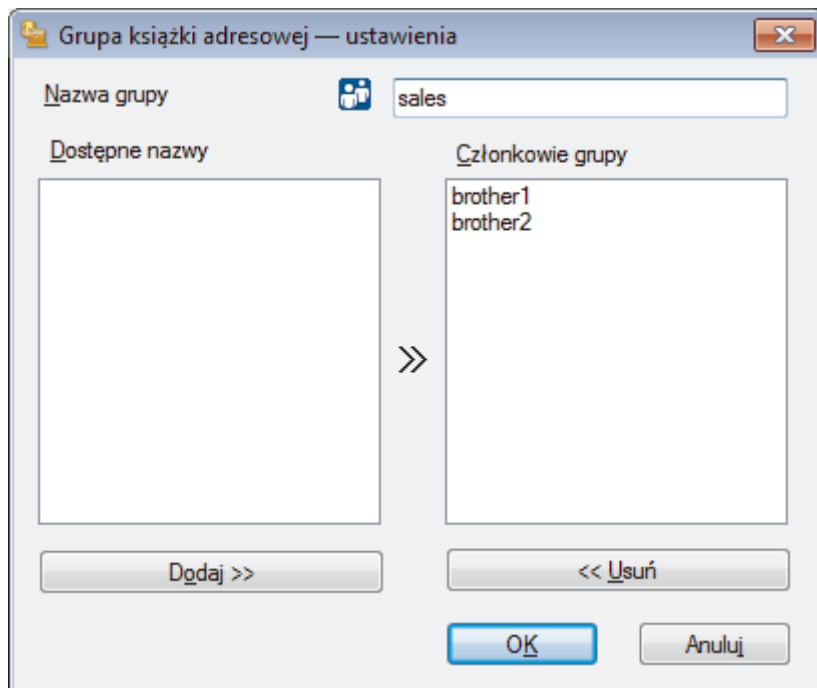 Grupa książki adresowej — ustawienia
Nazwa grupy
sales
Dostępne nazwy
Członkowie grupy
brother1
brother2
Dodaj >>
<< Usuń
OK
Anuluj